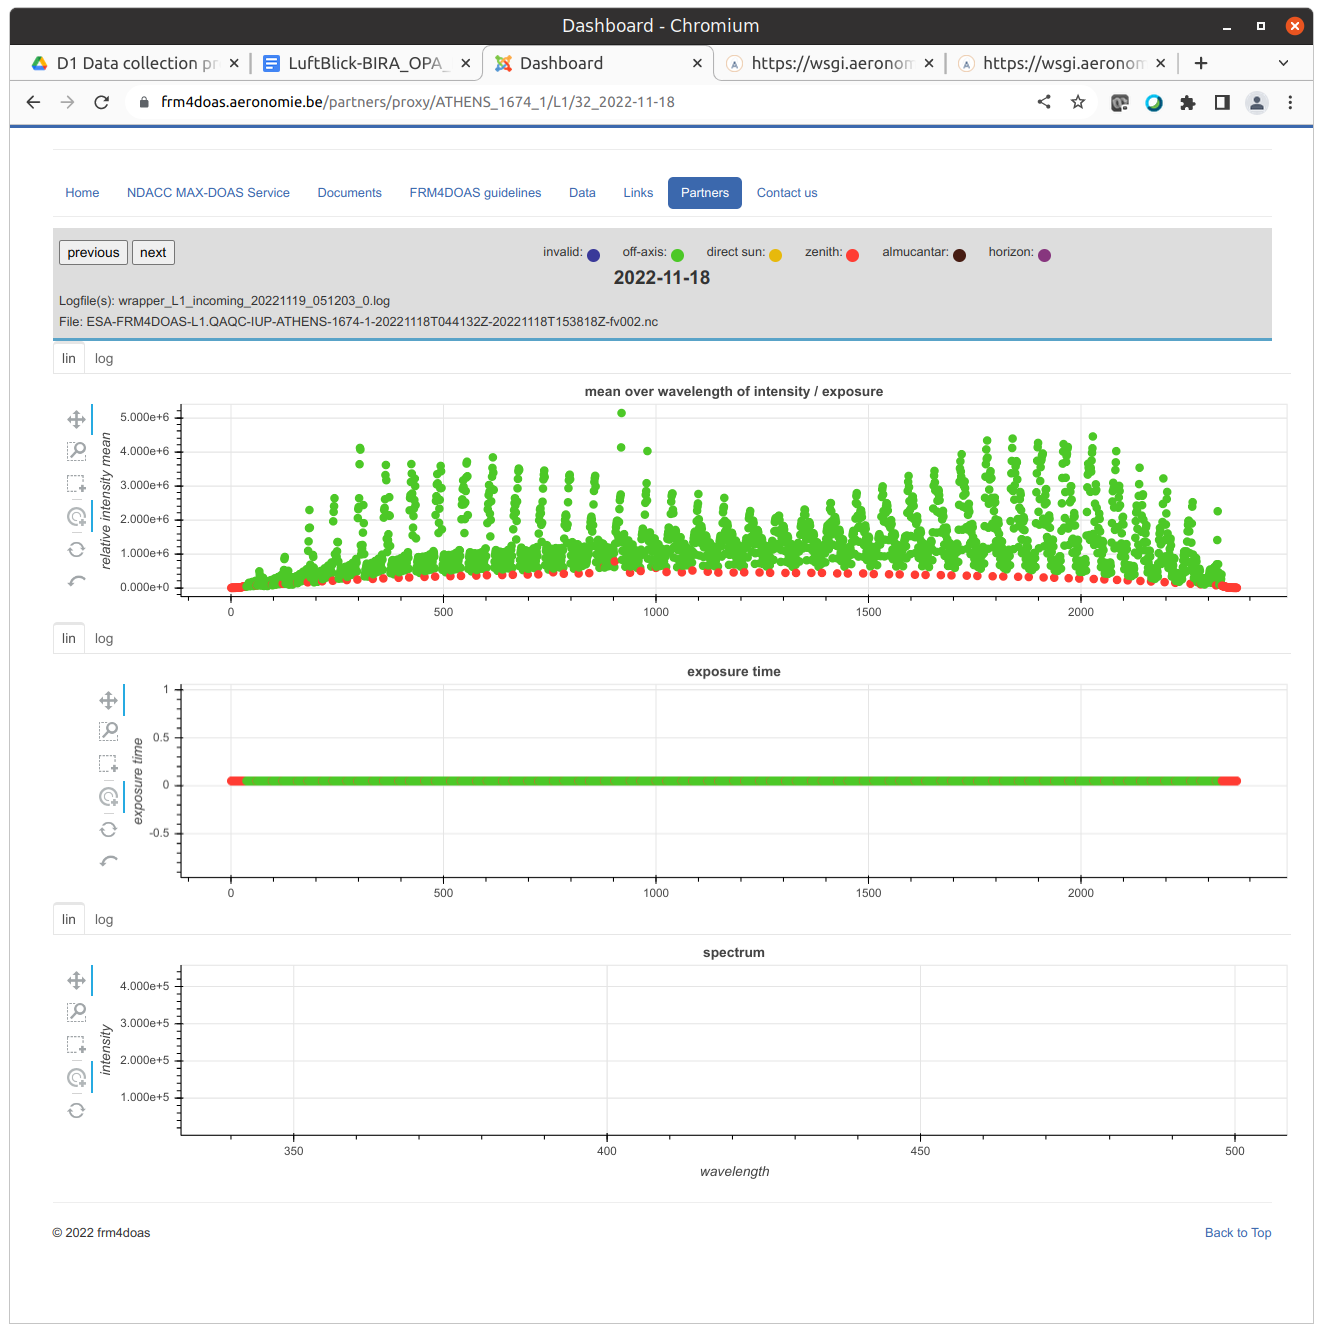 Dashboard - Chromium
D1 Data collection pr
LuftBlick-BIRA_OPA_
Dashboard
https://wsgi.aeronom
https://wsgi.aeronom
frm4doas.aeronomie.be/partners/proxy/ATHENS_1674_1/L1/32_2022-11-18
Home NDACC MAX-DOAS Service Documents FRM4DOAS guidelines Data Links Partners Contact us
previous next invalid: off-axis: direct sun: zenith: almucantar: horizon:
2022-11-18
Logfile(s): wrapper_L1_incoming_20221119_051203_0.log
File: ESA-FRM4DOAS-L1.QAQC-IUP-ATHENS-1674-1-20221118T044132Z-20221118T153818Z-fv002.nc
lin log
mean over wavelength of intensity / exposure
relative intensity mean
5.000e+6
4.000e+6
3.000e+6
2.000e+6
1.000e+6
0.000e+0
0 500 1000 1500 2000
lin log
exposure time
exposure time
1
0.5
0
-0.5
0 500 1000 1500 2000
lin log
spectrum
intensity
4.000e+5
3.000e+5
2.000e+5
1.000e+5
350 400 450 500
wavelength
© 2022 frm4doas Back to Top